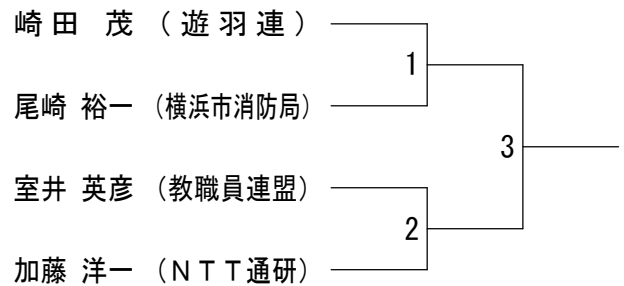 崎田 茂 (遊羽連)
1
尾崎 裕一 (横浜市消防局)
3
室井 英彦 (教職員連盟)
2
加藤 洋一 (NTT通研)